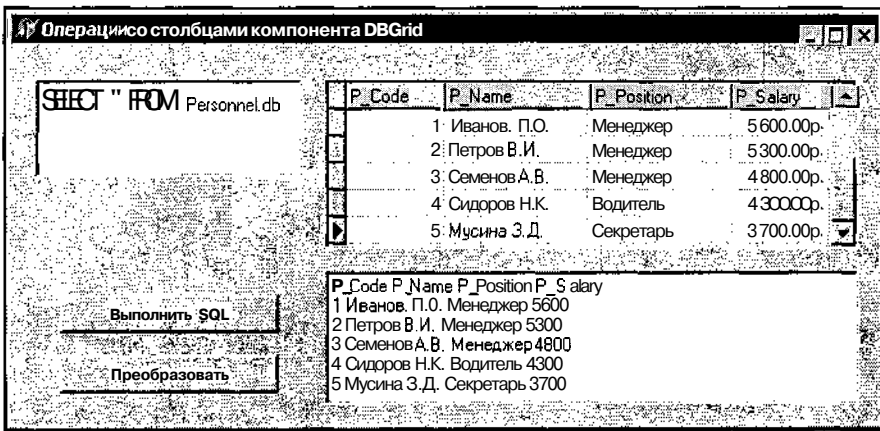 Операциисо столбцами компонента DBGrid
SELECT " FROM Personnel.db
P_Code P_Name P_Position P_Salary
1 Иванов. П.О. Менеджер 5600.00р.
2 Петров В.И. Менеджер 5300.00р.
3 Семенов А.В. Менеджер 4800.00р.
4 Сидоров Н.К. Водитель 4300.00р.
5 Мусина З.Д. Секретарь 3700.00р.
P_Code P_Name P_Position P_Salary
1 Иванов. П.О. Менеджер 5600
2 Петров В.И. Менеджер 5300
3 Семенов А.В. Менеджер 4800
4 Сидоров Н.К. Водитель 4300
5 Мусина З.Д. Секретарь 3700
Выполнить SQL
Преобразовать